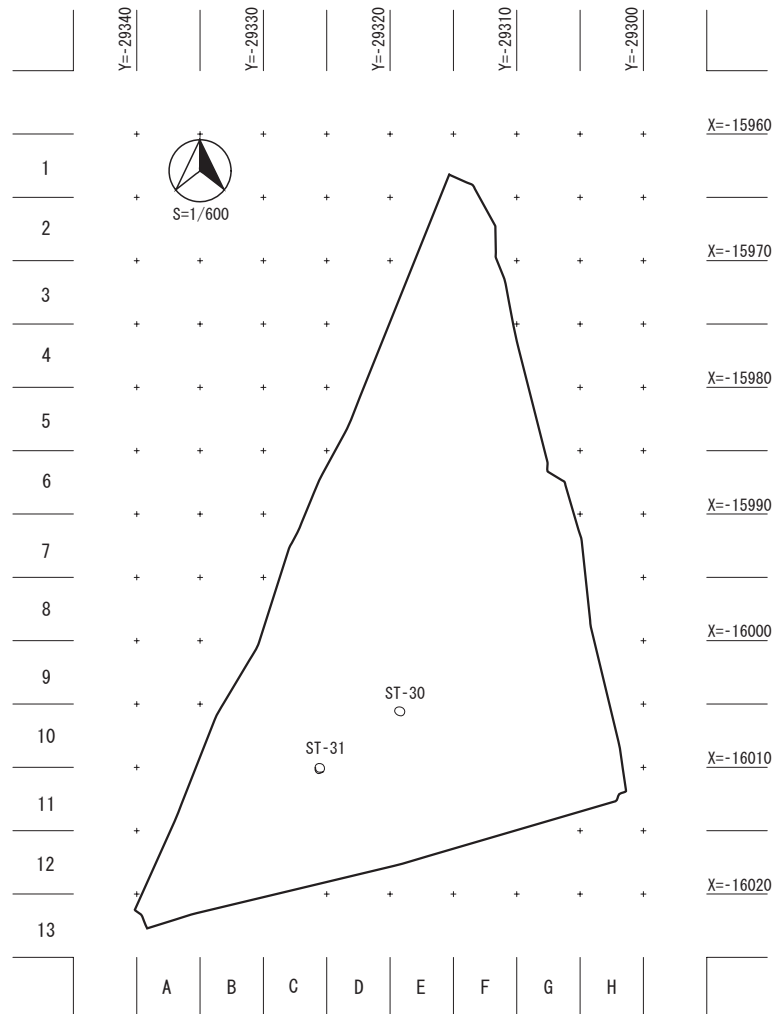 Y=-29340
Y=-29330
Y=-29320
Y=-29310
Y=-29300
X=-15960
1
S=1/600
2
X=-15970
3
4
X=-15980
5
6
X=-15990
7
8
X=-16000
9
ST-30
10
ST-31
X=-16010
11
12
X=-16020
13
A B C D E F G H